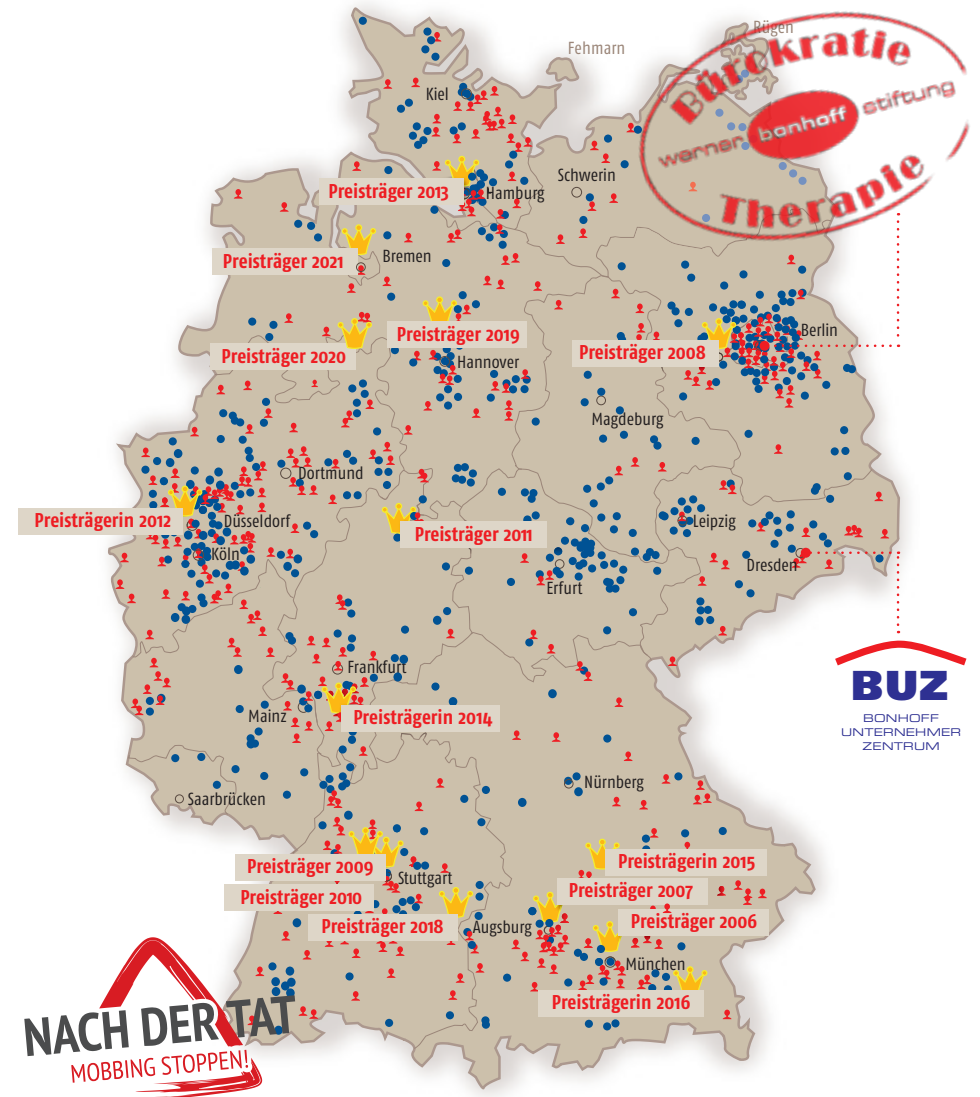 Rügen
Fehmarn
Bürokratie
werner bonhoff stiftung
Therapie
Kiel
Schwerin
Preisträger 2013
Hamburg
Preisträger 2021
Bremen
Preisträger 2019
Berlin
Preisträger 2020
Hannover
Preisträger 2008
Magdeburg
Dortmund
Preisträgerin 2012
Düsseldorf
Leipzig
Preisträger 2011
Köln
Dresden
Erfurt
Frankfurt
BUZ
BONHOFF
UNTERNEHMER
ZENTRUM
Mainz
Preisträgerin 2014
Nürnberg
Saarbrücken
Preisträger 2009
Preisträgerin 2015
Stuttgart
Preisträger 2007
Preisträger 2010
Preisträger 2018
Augsburg
Preisträger 2006
München
Preisträgerin 2016
NACH DER TAT
MOBBING STOPPEN!